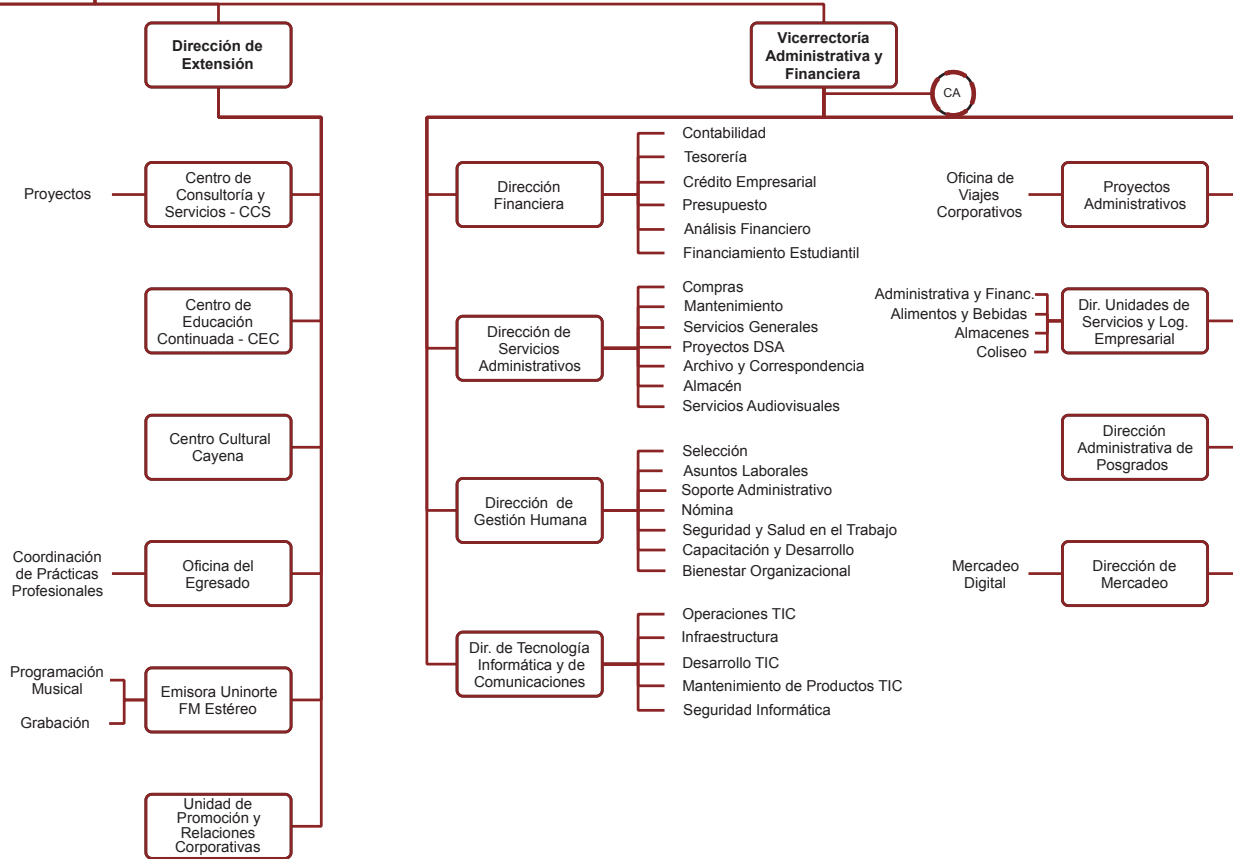 Dirección de
Extensión
Vicerrectoría
Administrativa y
Financiera
CA
Proyectos
Centro de
Consultoría y
Servicios - CCS
Centro de
Educación
Continuada - CEC
Centro Cultural
Cayena
Coordinación
de Prácticas
Profesionales
Oficina del
Egresado
Programación
Musical
Grabación
Emisora Uninorte
FM Estéreo
Unidad de
Promoción y
Relaciones
Corporativas
Dirección
Financiera
Contabilidad
Tesorería
Crédito Empresarial
Presupuesto
Análisis Financiero
Financiamiento Estudiantil
Dirección de
Servicios
Administrativos
Compras
Mantenimiento
Servicios Generales
Proyectos DSA
Archivo y Correspondencia
Almacén
Servicios Audiovisuales
Dirección de
Gestión Humana
Selección
Asuntos Laborales
Soporte Administrativo
Nómina
Seguridad y Salud en el Trabajo
Capacitación y Desarrollo
Bienestar Organizacional
Dir. de Tecnología
Informática y de
Comunicaciones
Operaciones TIC
Infraestructura
Desarrollo TIC
Mantenimiento de Productos TIC
Seguridad Informática
Oficina de
Viajes
Corporativos
Proyectos
Administrativos
Administrativa y Financ.
Alimentos y Bebidas
Almacenes
Coliseo
Dir. Unidades de
Servicios y Log.
Empresarial
Dirección
Administrativa de
Posgrados
Mercadeo
Digital
Dirección de
Mercadeo